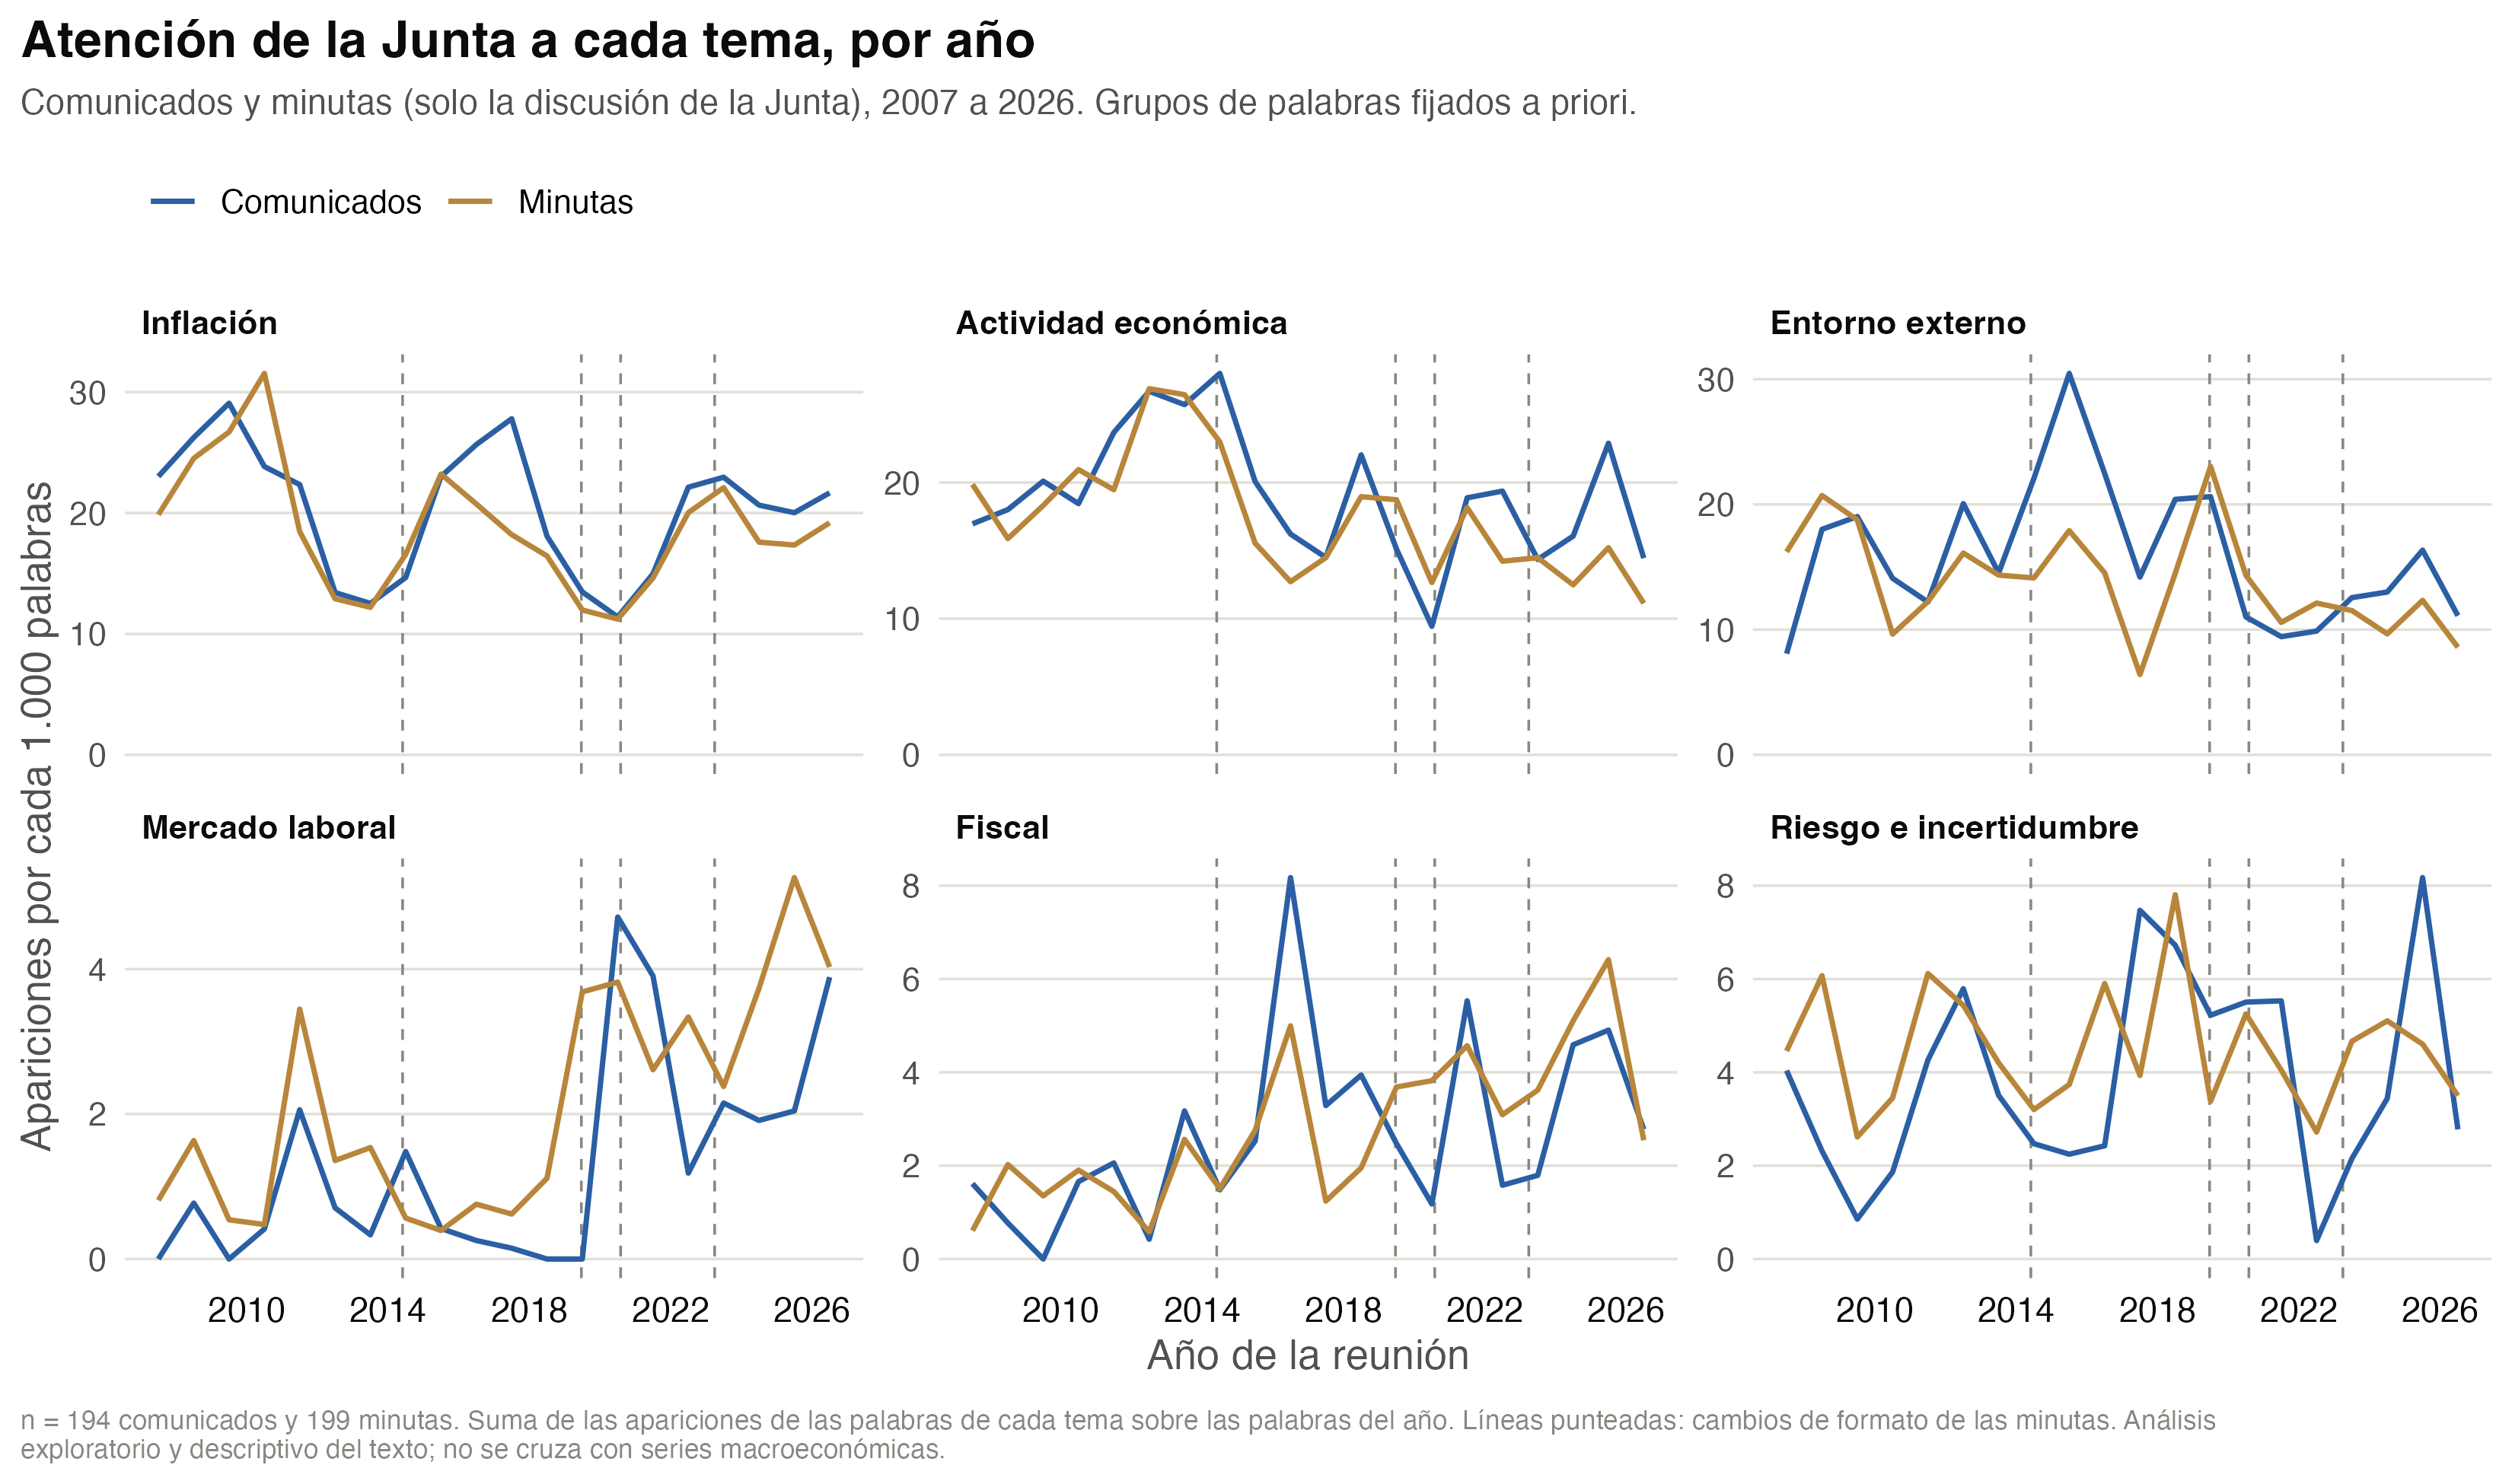 Atención de la Junta a cada tema, por año
Comunicados y minutas (solo la discusión de la Junta), 2007 a 2026. Grupos de palabras fijados a priori.
Comunicados Minutas
Apariciones por cada 1.000 palabras
Inflación
30
20
10
0
Actividad económica
20
10
0
Entorno externo
30
20
10
0
Mercado laboral
4
2
0
2010 2014 2018 2022 2026
Fiscal
8
6
4
2
0
2010 2014 2018 2022 2026
Riesgo e incertidumbre
8
6
4
2
0
2010 2014 2018 2022 2026
Año de la reunión
n = 194 comunicados y 199 minutas. Suma de las apariciones de las palabras de cada tema sobre las palabras del año. Líneas punteadas: cambios de formato de las minutas. Análisis
exploratorio y descriptivo del texto; no se cruza con series macroeconómicas.